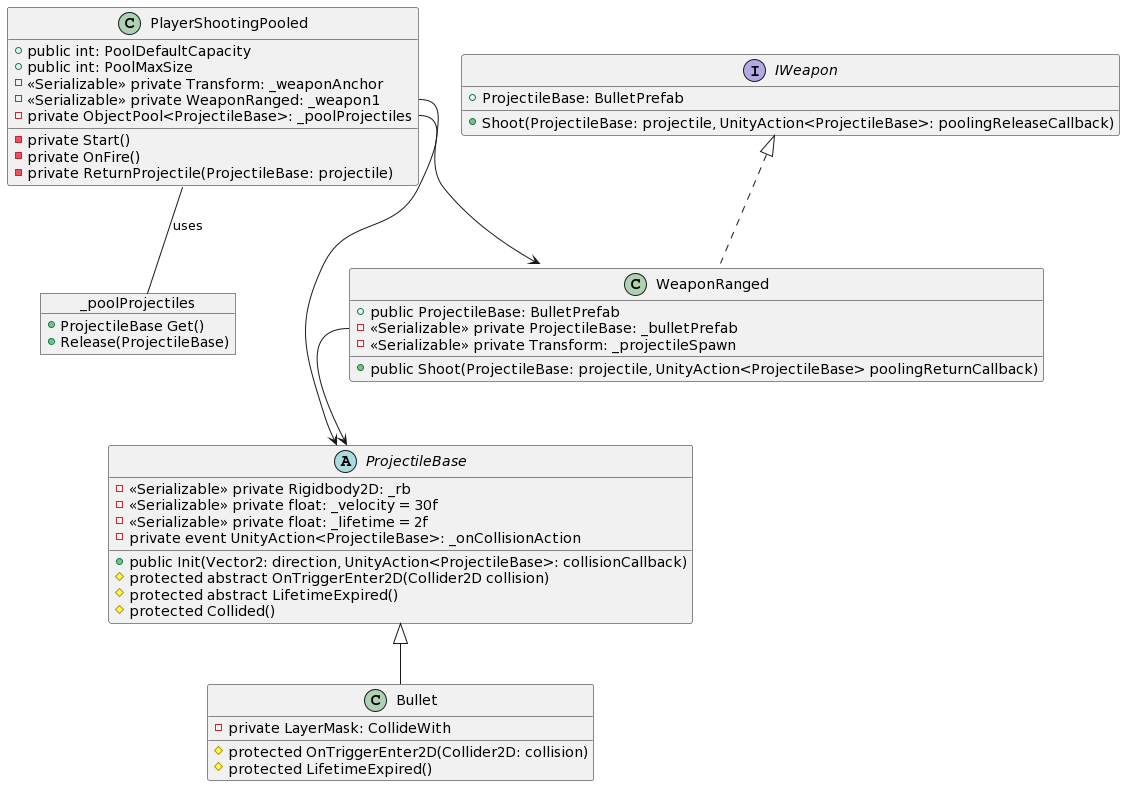 C PlayerShootingPooled
public int: PoolDefaultCapacity
public int: PoolMaxSize
«Serializable» private Transform: _weaponAnchor
«Serializable» private WeaponRanged: _weapon1
private ObjectPool<ProjectileBase>: _poolProjectiles
private Start()
private OnFire()
private ReturnProjectile(ProjectileBase: projectile)
I IWeapon
ProjectileBase: BulletPrefab
Shoot(ProjectileBase: projectile, UnityAction<ProjectileBase>: poolingReleaseCallback)
uses
_poolProjectiles
ProjectileBase Get()
Release(ProjectileBase)
C WeaponRanged
public ProjectileBase: BulletPrefab
«Serializable» private ProjectileBase: _bulletPrefab
«Serializable» private Transform: _projectileSpawn
public Shoot(ProjectileBase: projectile, UnityAction<ProjectileBase> poolingReturnCallback)
A ProjectileBase
«Serializable» private Rigidbody2D: _rb
«Serializable» private float: _velocity = 30f
«Serializable» private float: _lifetime = 2f
private event UnityAction<ProjectileBase>: _onCollisionAction
public Init(Vector2: direction, UnityAction<ProjectileBase>: collisionCallback)
protected abstract OnTriggerEnter2D(Collider2D collision)
protected abstract LifetimeExpired()
protected Collided()
C Bullet
private LayerMask: CollideWith
protected OnTriggerEnter2D(Collider2D: collision)
protected LifetimeExpired()